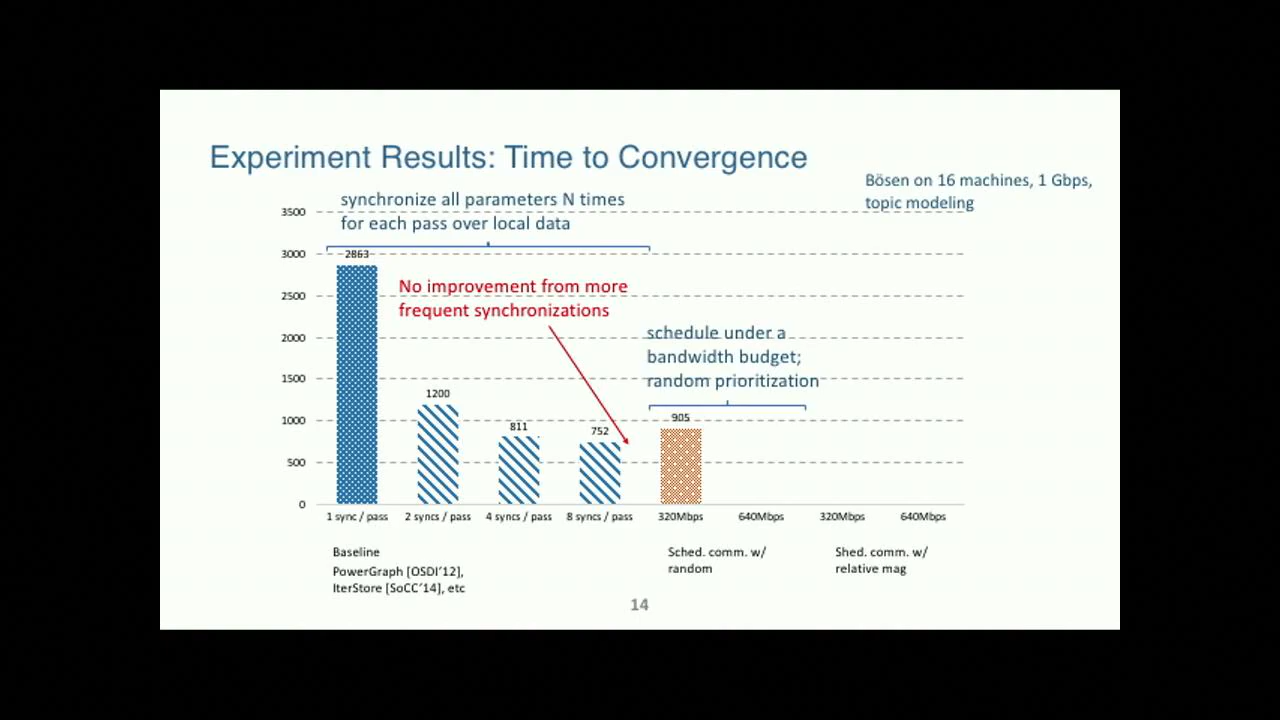 Experiment Results: Time to Convergence
Bösen on 16 machines, 1 Gbps,
topic modeling
synchronize all parameters N times
for each pass over local data
3500
3000
2500
2000
1500
1000
500
0
2863
No improvement from more
frequent synchronizations
schedule under a
bandwidth budget;
random prioritization
1200
811
752
905
1 sync / pass
2 syncs / pass
4 syncs / pass
8 syncs / pass
320Mbps
640Mbps
320Mbps
640Mbps
Baseline
PowerGraph [OSDI'12],
IterStore [SoCC'14], etc
Sched. comm. w/
random
Shed. comm. w/
relative mag
14